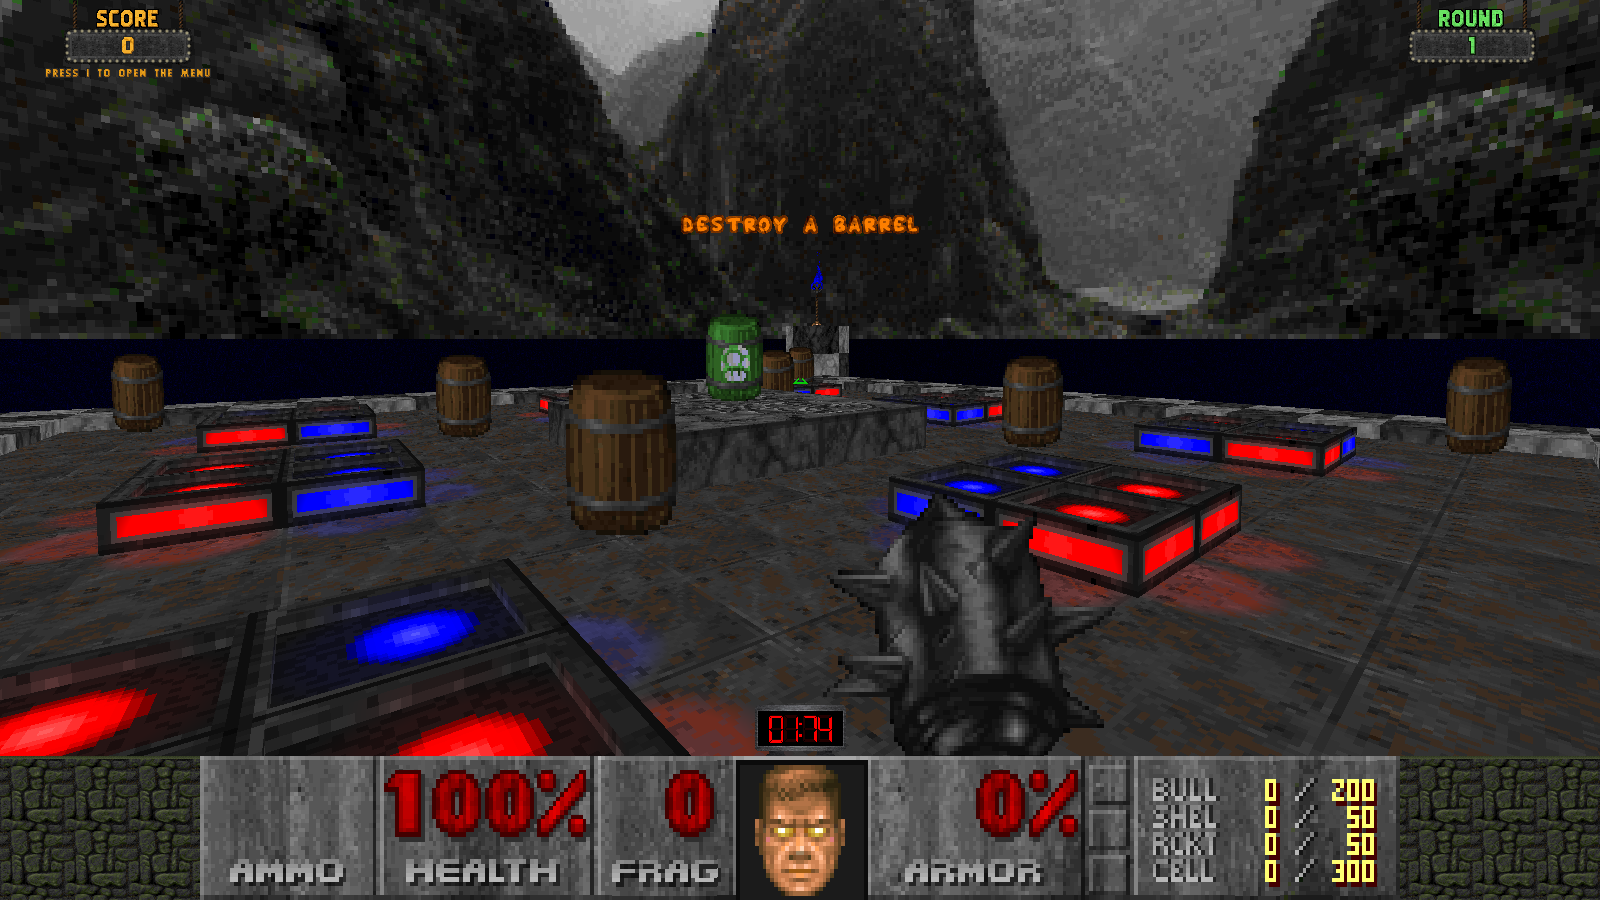 SCORE
0
PRESS I TO OPEN THE MENU
ROUND
1
DESTROY A BARREL
01:74
100% 0 0%
AMMO HEALTH FRAG ARMOR
BULL 0 / 200
SHEL 0 / 50
RCKT 0 / 50
CELL 0 / 300